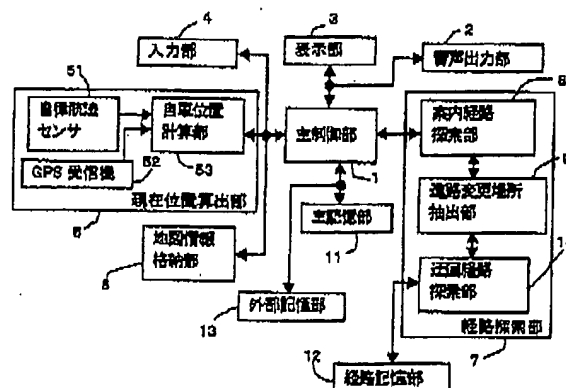 4
3
2
入力部
表示部
音声出力部
51
自律航法
センサ
自車位置
計算部
主制御部
案内経路
探索部
GPS 受信機
52
53
1
現在位置算出部
進路変更場所
抽出部
6
主記憶部
地図情報
格納部
11
迂回経路
探索部
5
外部記憶部
経路探索部
13
7
12
経路記憶部